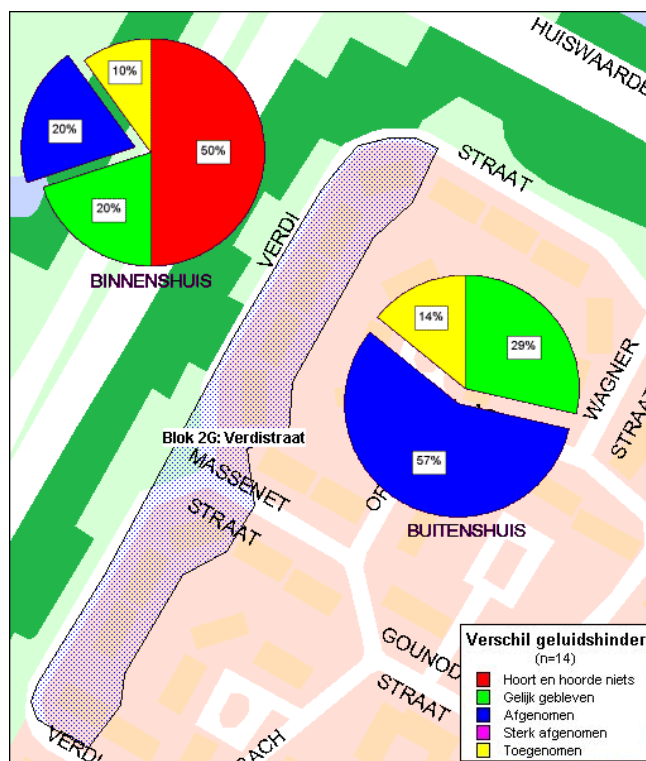 HUISWAARDE
STRAAT
10%
50%
20%
20%
BINNENSHUIS
VERDI
14%
29%
57%
BUITENSHUIS
WAGNER
STRAAT
Blok 2G: Verdistraat
MASSENET
STRAAT
OF
GOUNOD
STRAAT
VERDI
ACH
Verschil geluidshinder
(n=14)
Hoort en hoorde niets
Gelijk gebleven
Afgenomen
Sterk afgenomen
Toegenomen